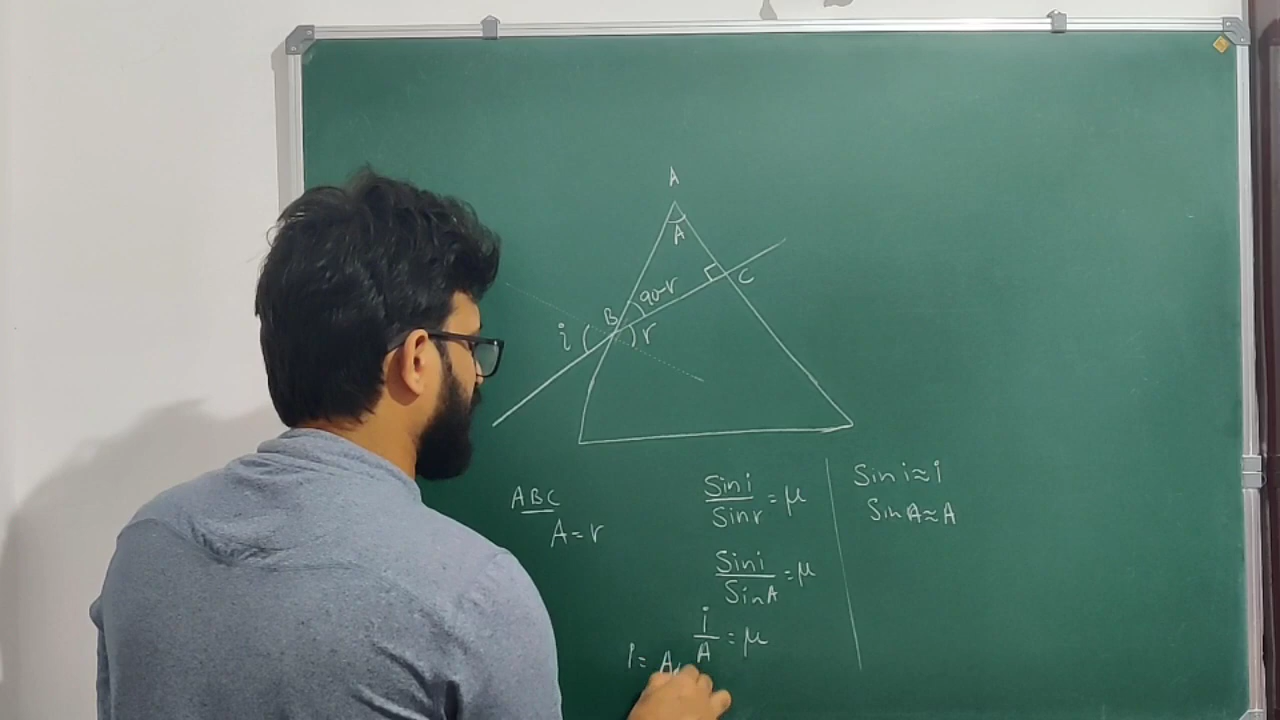 A
A
90-r
C
B
i
r
ABC
A = r
Sin i / Sin r = μ
Sin i / Sin A = μ
i / A = μ
i = A
Sin i ≈ i
Sin A ≈ A